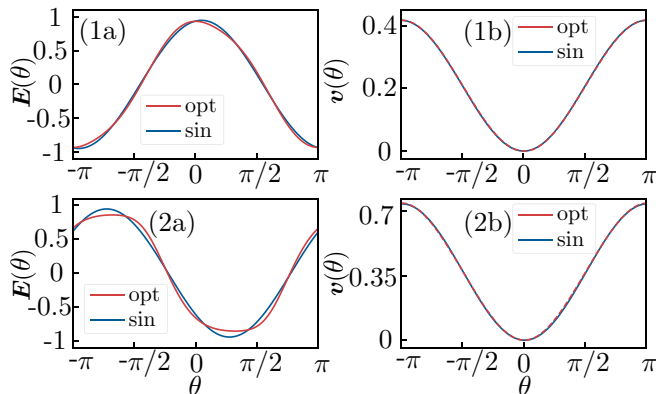 (1a)
E(θ)
1
0.5
0
-0.5
-1
opt
sin
-π
-π/2
0
π/2
π
(1b)
v(θ)
0.4
0.2
0
opt
sin
-π
-π/2
0
π/2
π
(2a)
E(θ)
1
0.5
0
-0.5
-1
opt
sin
-π
-π/2
0
π/2
π
θ
(2b)
v(θ)
0.7
0.35
0
opt
sin
-π
-π/2
0
π/2
π
θ